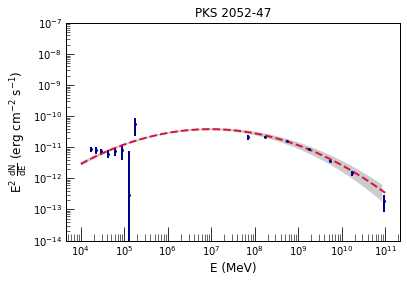 PKS 2052-47
10⁻⁷
10⁻⁸
10⁻⁹
10⁻¹⁰
10⁻¹¹
10⁻¹²
10⁻¹³
10⁻¹⁴
E² dN/dE (erg cm⁻² s⁻¹)
10⁴ 10⁵ 10⁶ 10⁷ 10⁸ 10⁹ 10¹⁰ 10¹¹
E (MeV)